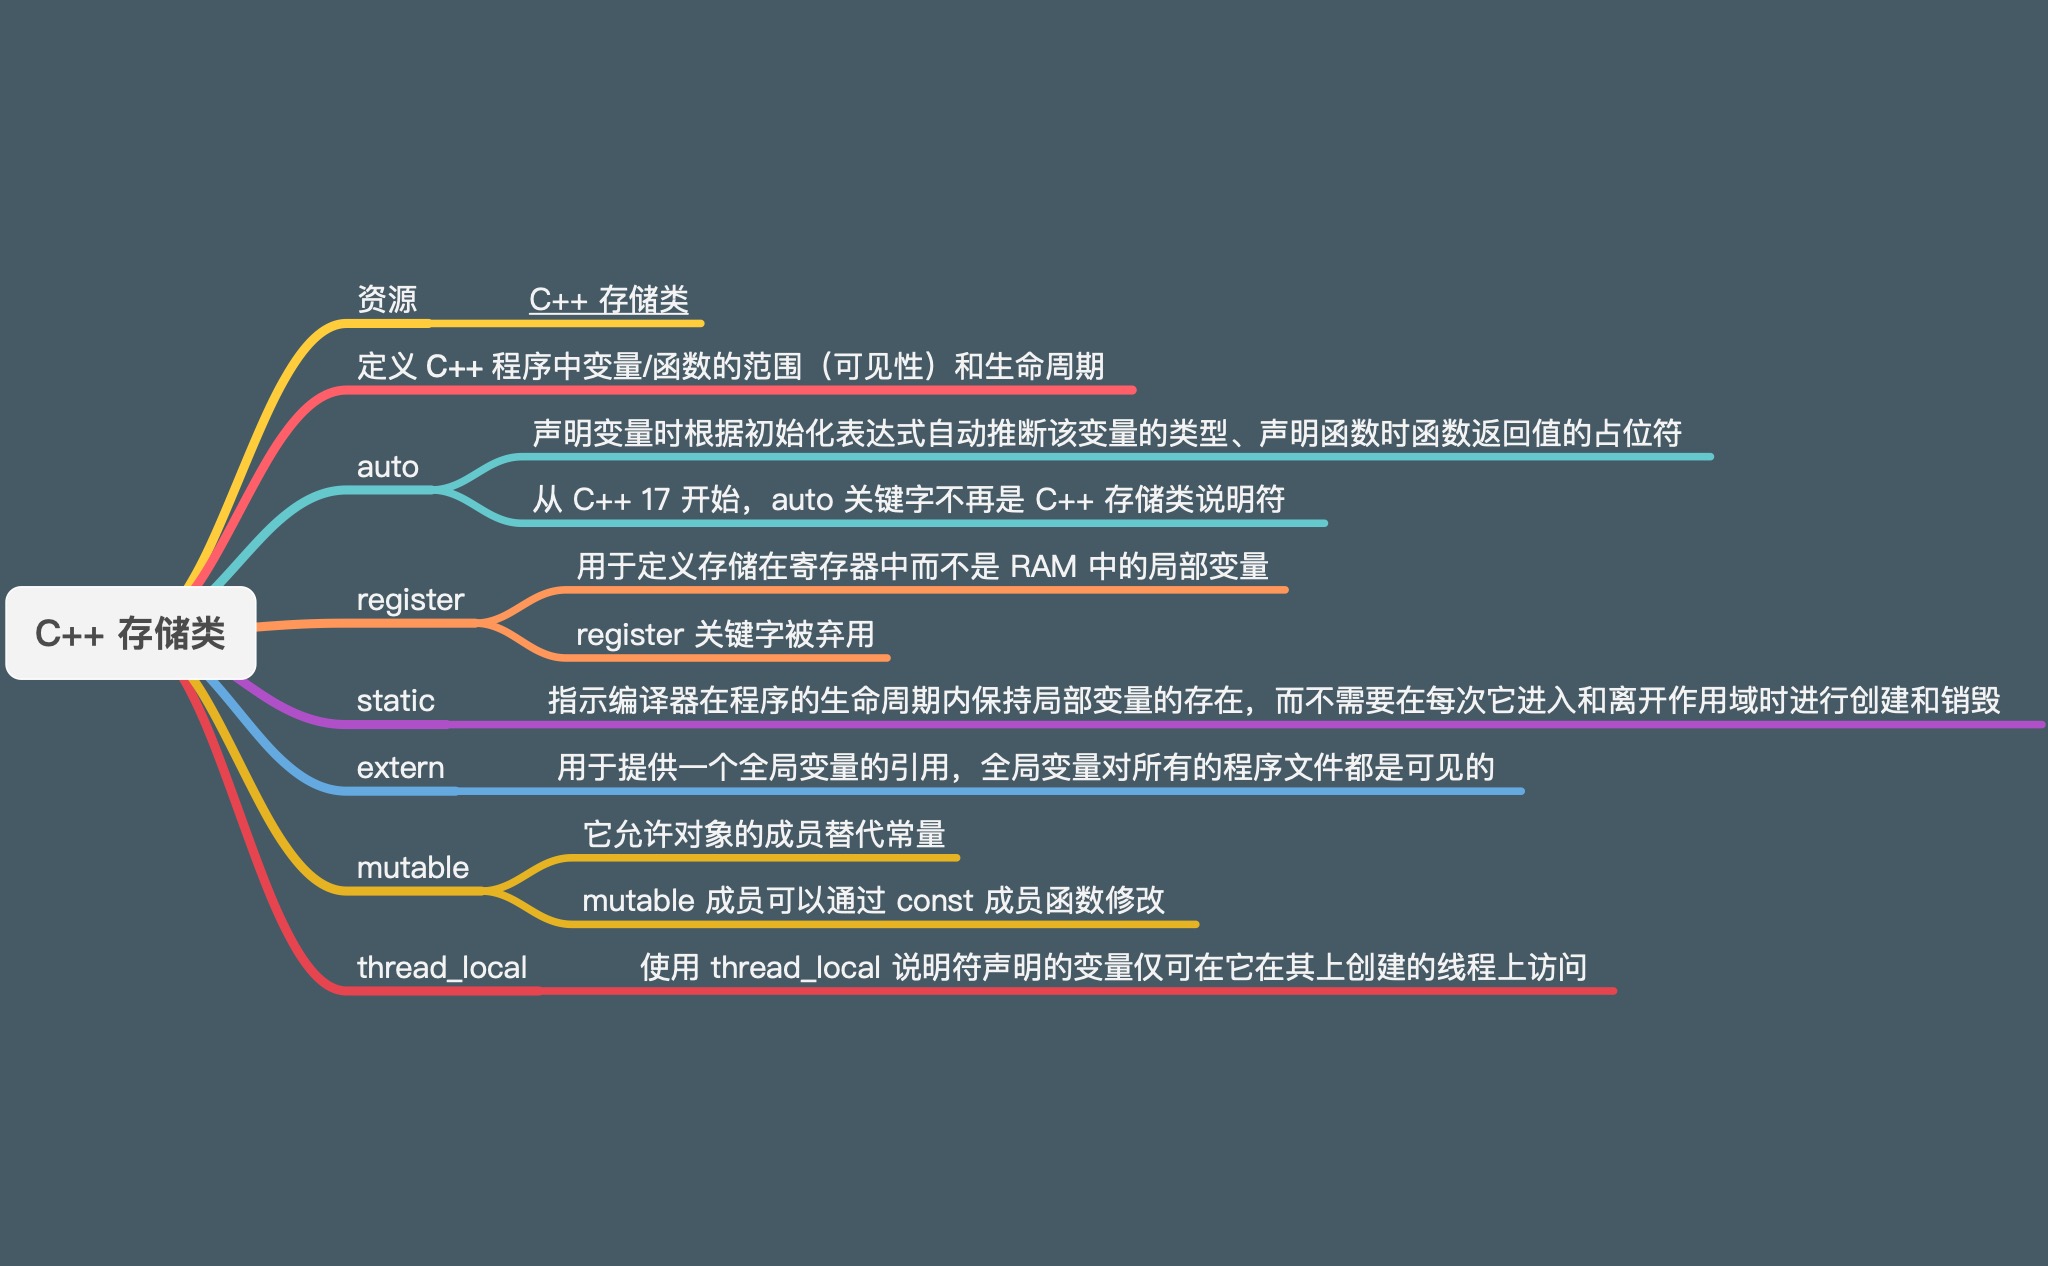 资源
C++ 存储类
定义 C++ 程序中变量/函数的范围（可见性）和生命周期
声明变量时根据初始化表达式自动推断该变量的类型、声明函数时函数返回值的占位符
auto
从 C++ 17 开始，auto 关键字不再是 C++ 存储类说明符
用于定义存储在寄存器中而不是 RAM 中的局部变量
register
register 关键字被弃用
C++ 存储类
static
指示编译器在程序的生命周期内保持局部变量的存在，而不需要在每次它进入和离开作用域时进行创建和销毁
extern
用于提供一个全局变量的引用，全局变量对所有的程序文件都是可见的
它允许对象的成员替代常量
mutable
mutable 成员可以通过 const 成员函数修改
thread_local
使用 thread_local 说明符声明的变量仅可在它在其上创建的线程上访问